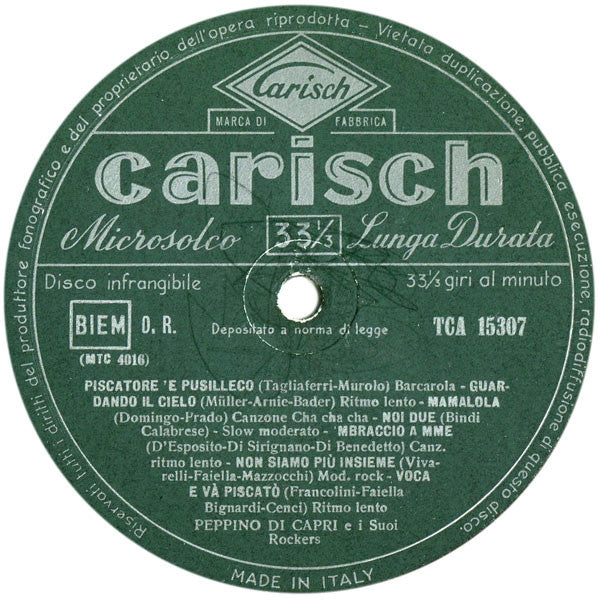 Riservati tutti i diritti del produttore fonografico e del proprietario dell'opera riprodotta - Vietata duplicazione, pubblica esecuzione, radiodiffusione di questo disco.
Carisch
MARCA DI FABBRICA
carisch
Microsolco 33⅓ Lunga Durata
Disco infrangibile 33⅓ giri al minuto
BIEM D. R. Depositato a norma di legge TCA 15307
(MTC 4016)
PISCATORE 'E PUSILLECO (Tagliaferri-Murolo) Barcarola - GUAR-
DANDO IL CIELO (Müller-Arnie-Bader) Ritmo lento - MAMALOLA
(Domingo-Prado) Canzone Cha cha cha - NOI DUE (Bindi
Calabrese) - Slow moderato - 'MBRACCIO A MME
(D'Esposito-Di Sirignano-Di Benedetto) Canz.
ritmo lento - NON SIAMO PIÙ INSIEME (Viva-
relli-Faiella-Mazzocchi) Mod. rock - VOCA
E VÀ PISCATÒ (Francolini-Faiella
Bignardi-Cenci) Ritmo lento
PEPPINO DI CAPRI e i Suoi
Rockers
MADE IN ITALY